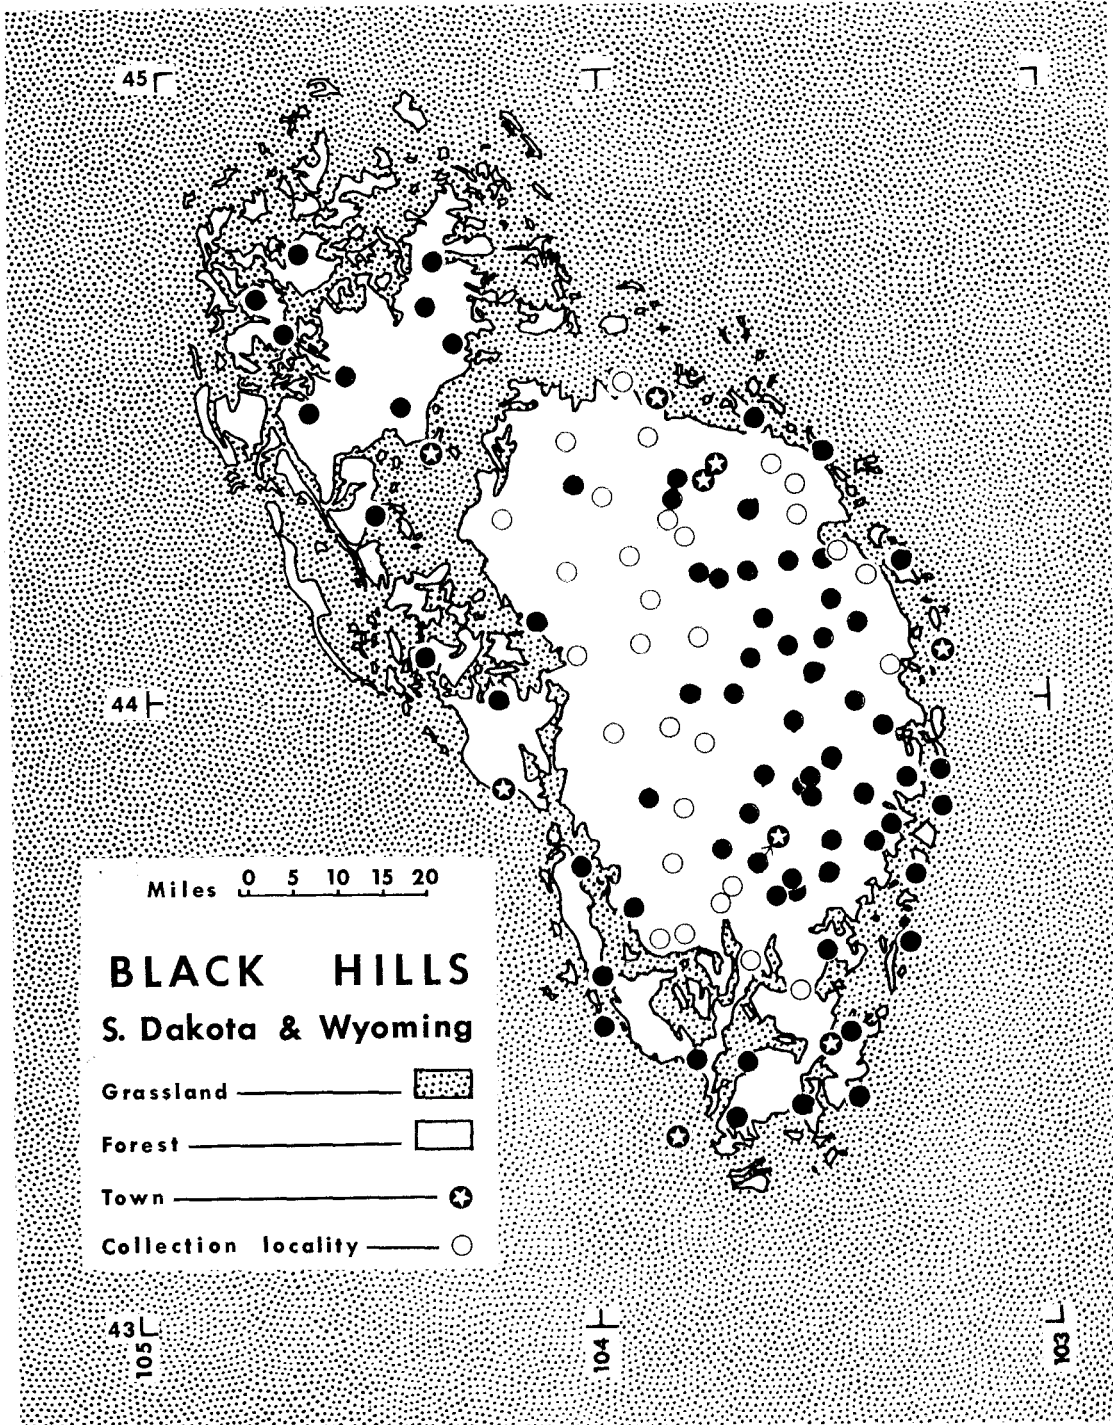 45
44
Miles 0 5 10 15 20
BLACK HILLS
S. Dakota & Wyoming
Grassland
Forest
Town
Collection locality
43
105
104
103